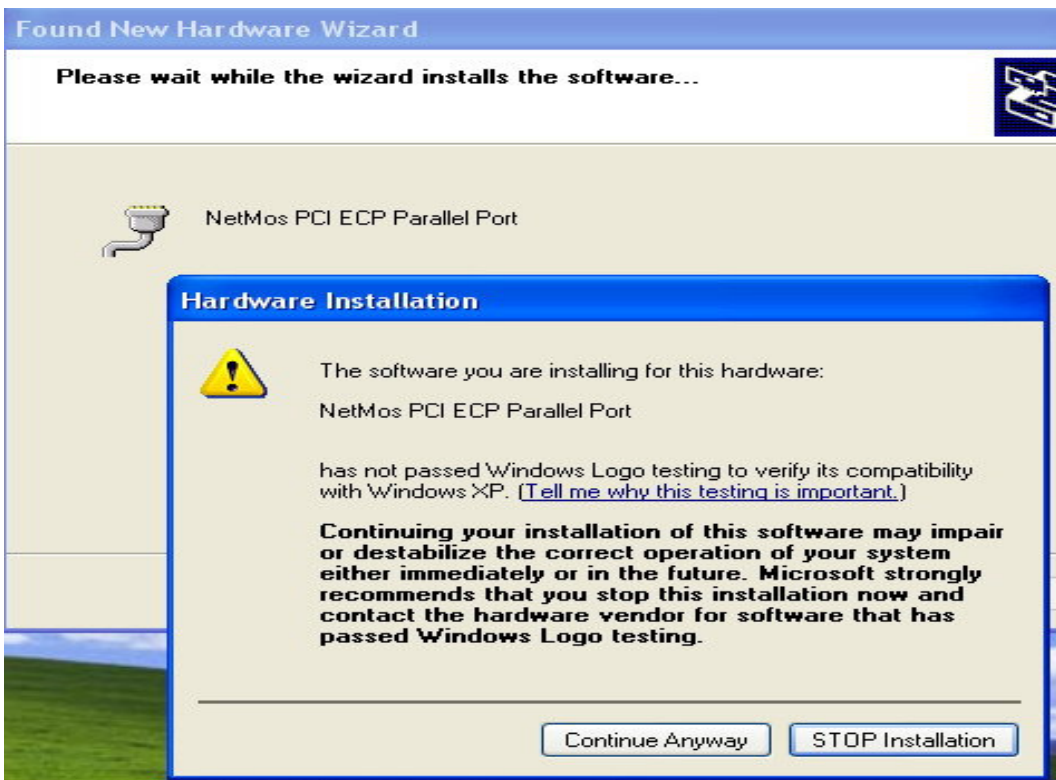 Found New Hardware Wizard
Please wait while the wizard installs the software...
NetMos PCI ECP Parallel Port
Hardware Installation
The software you are installing for this hardware:
NetMos PCI ECP Parallel Port
has not passed Windows Logo testing to verify its compatibility
with Windows XP. (Tell me why this testing is important.)
Continuing your installation of this software may impair
or destabilize the correct operation of your system
either immediately or in the future. Microsoft strongly
recommends that you stop this installation now and
contact the hardware vendor for software that has
passed Windows Logo testing.
Continue Anyway
STOP Installation